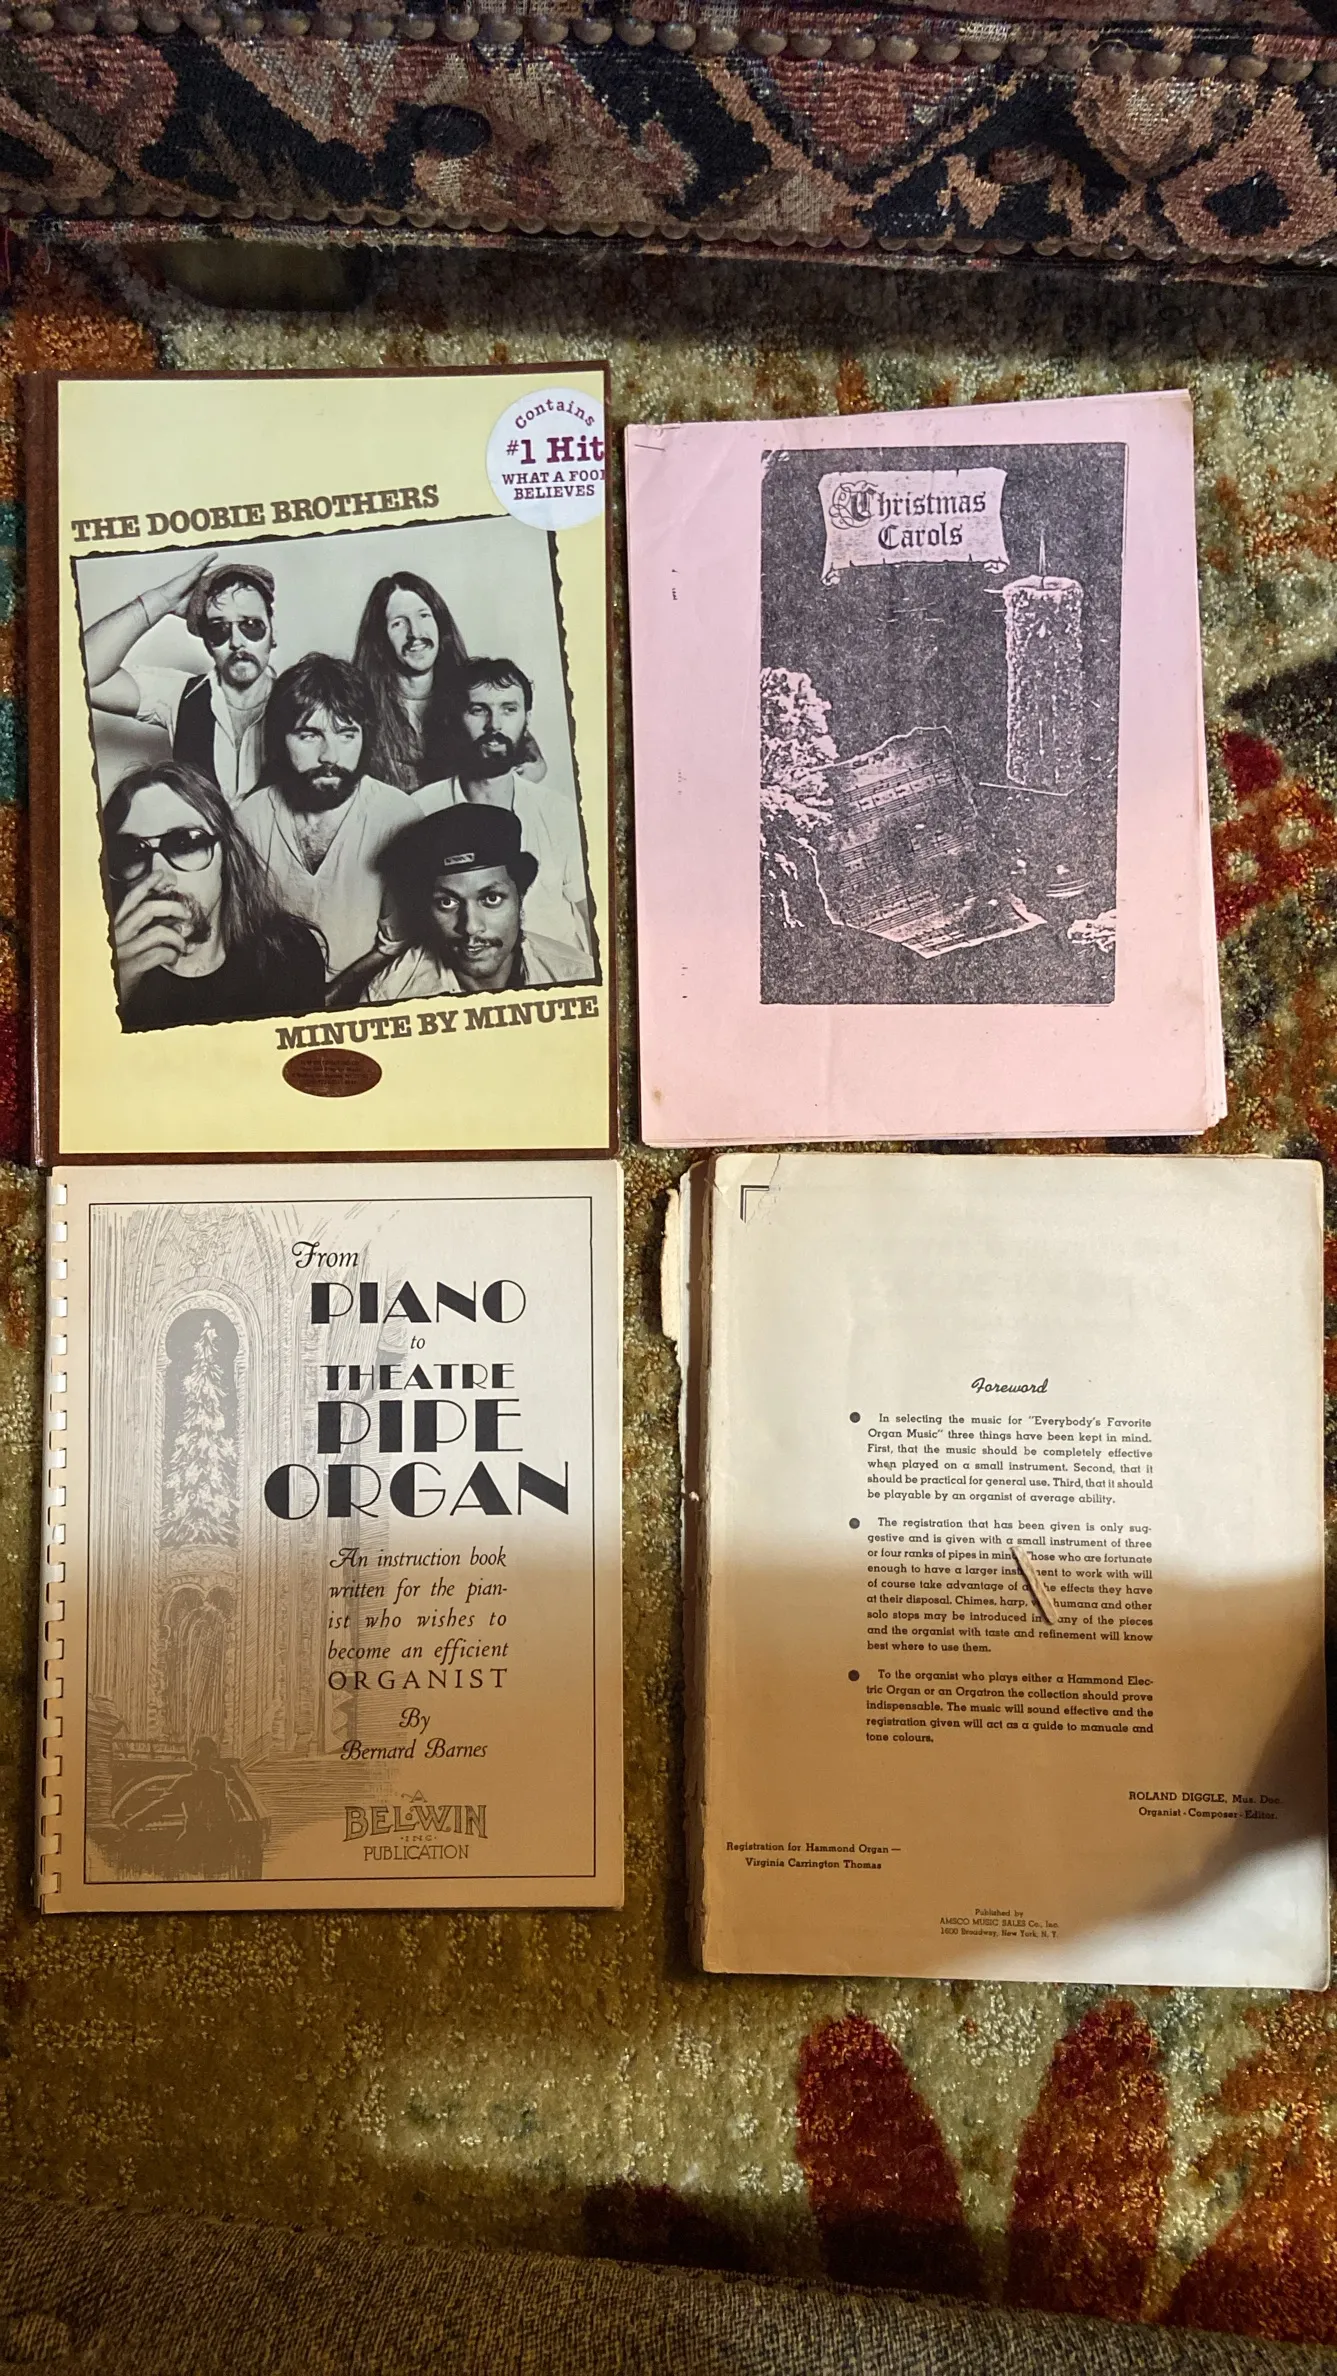 Contains
#1 Hit
WHAT A FOOL
BELIEVES
THE DOOBIE BROTHERS
MINUTE BY MINUTE
Christmas
Carols
From
PIANO
to
THEATRE
PIPE
ORGAN
An instruction book
written for the pian-
ist who wishes to
become an efficient
ORGANIST
By
Bernard Barnes
A
BELWIN
·INC·
PUBLICATION
Foreword
● In selecting the music for "Everybody's Favorite
Organ Music" three things have been kept in mind.
First, that the music should be completely effective
when played on a small instrument. Second, that it
should be practical for general use. Third, that it should
be playable by an organist of average ability.
● The registration that has been given is only sug-
gestive and is given with a small instrument of three
or four ranks of pipes in mind. Those who are fortunate
enough to have a larger instrument to work with will
of course take advantage of the effects they have
at their disposal. Chimes, harp, humana and other
solo stops may be introduced in any of the pieces
and the organist with taste and refinement will know
best where to use them.
● To the organist who plays either a Hammond Elec-
tric Organ or an Orgatron the collection should prove
indispensable. The music will sound effective and the
registration given will act as a guide to manuals and
tone colours.
ROLAND DIGGLE, Mus. Doc.
Organist - Composer - Editor.
Registration for Hammond Organ —
Virginia Carrington Thomas
Published by
AMSCO MUSIC SALES Co., Inc.
1600 Broadway, New York, N. Y.